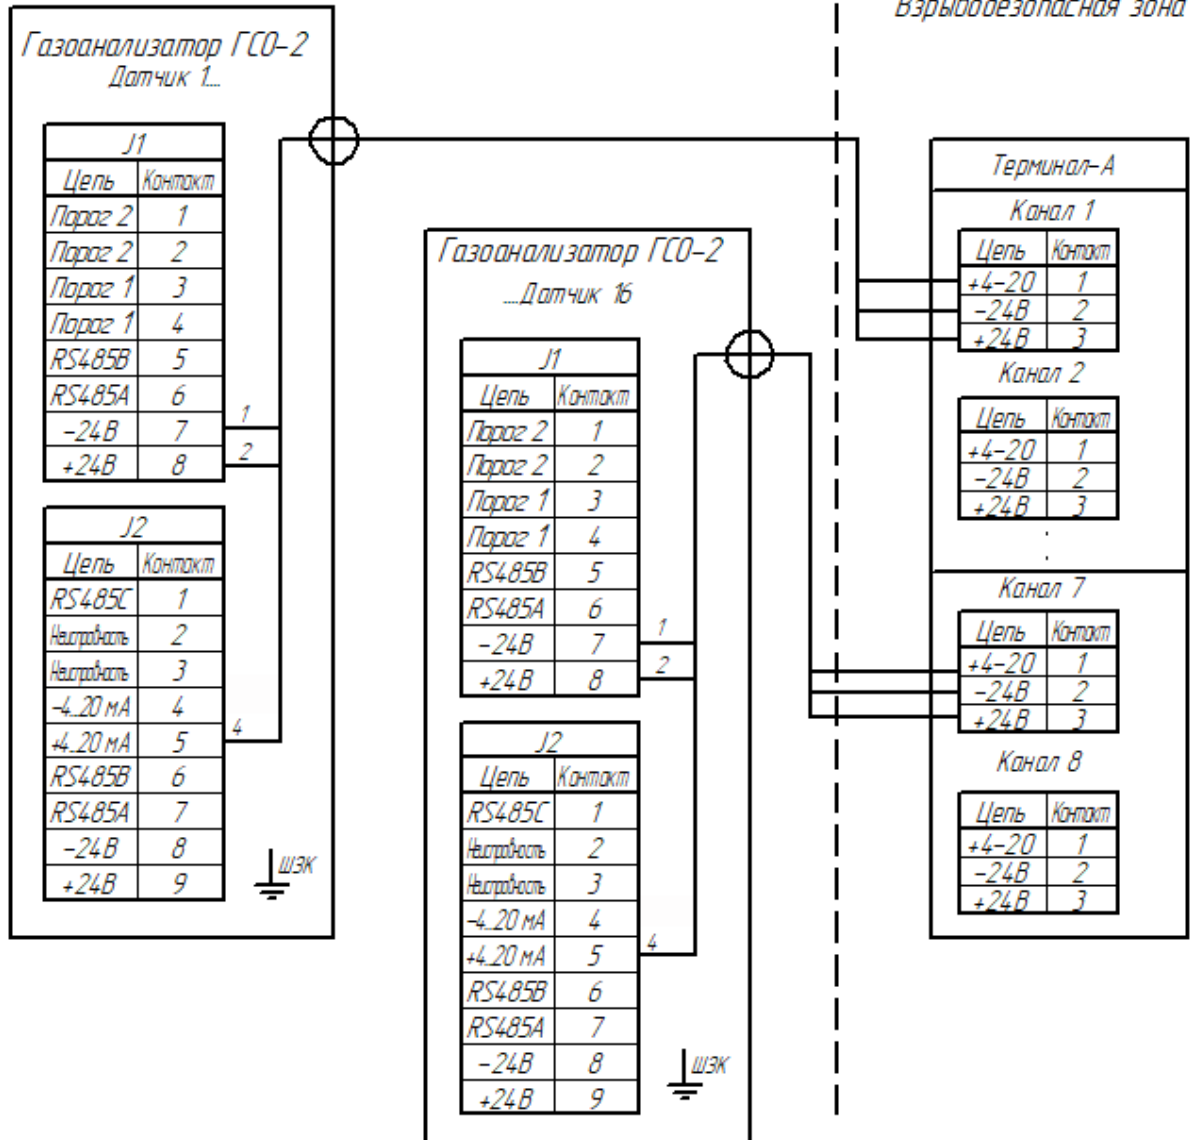 Взрывобезопасная зона
Газоанализатор ГСО-2
Датчик 1...
J1
Цепь Контакт
Порог 2 1
Порог 2 2
Порог 1 3
Порог 1 4
RS485B 5
RS485A 6
-24В 7
+24В 8
1
2
J2
Цепь Контакт
RS485C 1
Неисправность 2
Неисправность 3
-4..20 мА 4
+4..20 мА 5
RS485B 6
RS485A 7
-24В 8
+24В 9
4
ШЗК
Газоанализатор ГСО-2
....Датчик 16
J1
Цепь Контакт
Порог 2 1
Порог 2 2
Порог 1 3
Порог 1 4
RS485B 5
RS485A 6
-24В 7
+24В 8
1
2
J2
Цепь Контакт
RS485C 1
Неисправность 2
Неисправность 3
-4..20 мА 4
+4..20 мА 5
RS485B 6
RS485A 7
-24В 8
+24В 9
4
ШЗК
Терминал-А
Канал 1
Цепь Контакт
+4-20 1
-24В 2
+24В 3
Канал 2
Цепь Контакт
+4-20 1
-24В 2
+24В 3
Канал 7
Цепь Контакт
+4-20 1
-24В 2
+24В 3
Канал 8
Цепь Контакт
+4-20 1
-24В 2
+24В 3